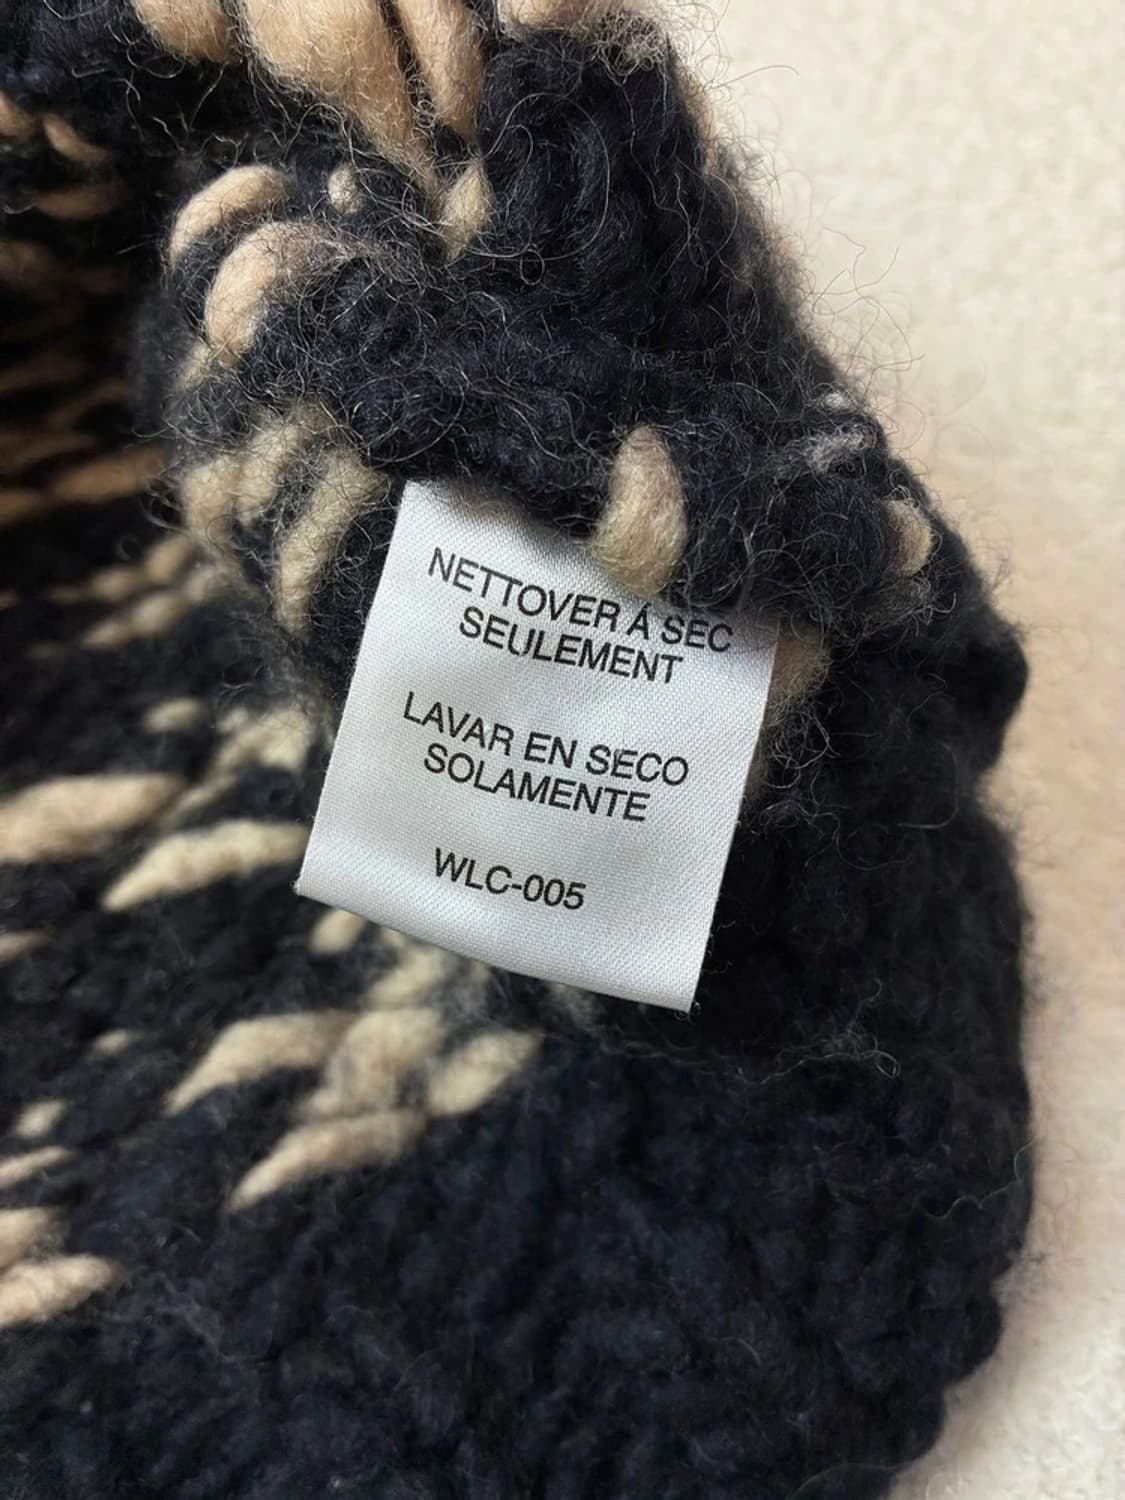 NETTOVER Á SEC
SEULEMENT
LAVAR EN SECO
SOLAMENTE
WLC-005